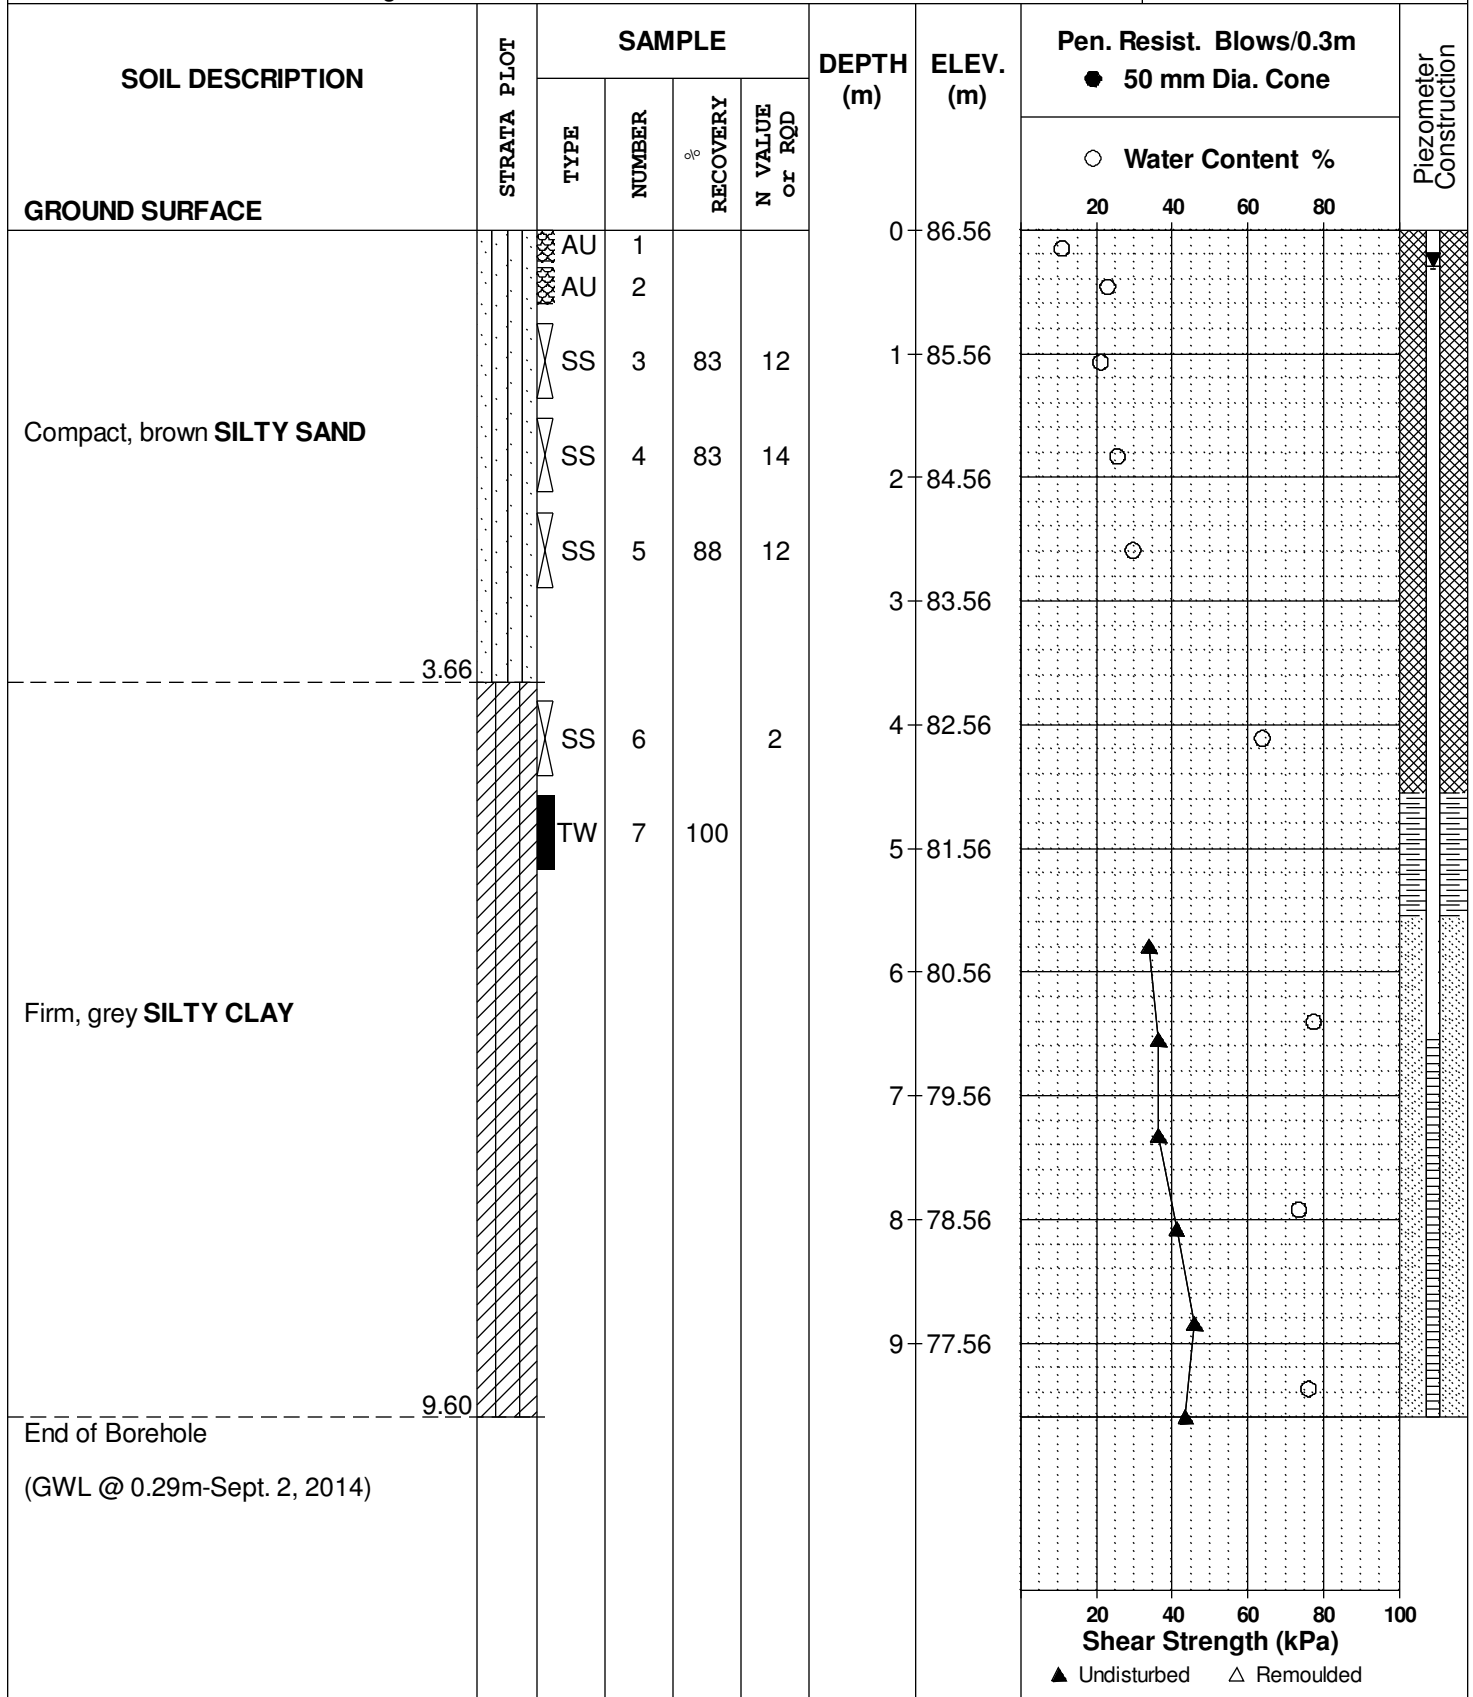 SOIL DESCRIPTION
GROUND SURFACE
STRATA PLOT
SAMPLE
TYPE
NUMBER
%
RECOVERY
N VALUE
or RQD
DEPTH
(m)
ELEV.
(m)
Pen. Resist. Blows/0.3m
● 50 mm Dia. Cone
○ Water Content %
20 40 60 80
Piezometer
Construction
0 86.56
AU 1
AU 2
SS 3 83 12
1 85.56
Compact, brown SILTY SAND
SS 4 83 14
2 84.56
SS 5 88 12
3 83.56
3.66
SS 6 2
4 82.56
TW 7 100
5 81.56
6 80.56
Firm, grey SILTY CLAY
7 79.56
8 78.56
9 77.56
9.60
End of Borehole
(GWL @ 0.29m-Sept. 2, 2014)
20 40 60 80 100
Shear Strength (kPa)
▲ Undisturbed △ Remoulded